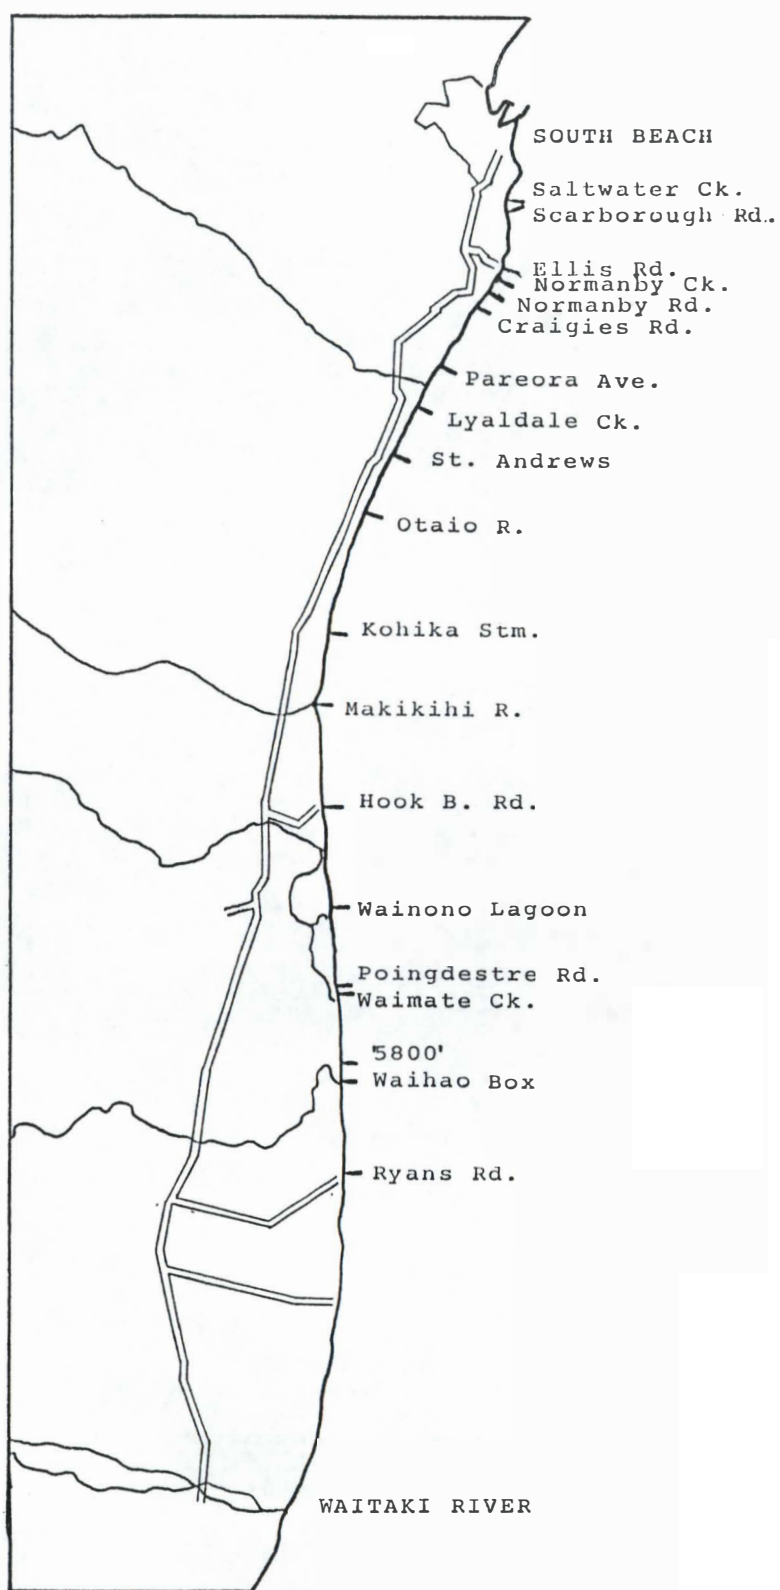 SOUTH BEACH
Saltwater Ck.
Scarborough Rd.
Ellis Rd.
Normanby Ck.
Normanby Rd.
Craigies Rd.
Pareora Ave.
Lyaldale Ck.
St. Andrews
Otaio R.
Kohika Stm.
Makikihi R.
Hook B. Rd.
Wainono Lagoon
Poingdestre Rd.
Waimate Ck.
'5800'
Waihao Box
Ryans Rd.
WAITAKI RIVER